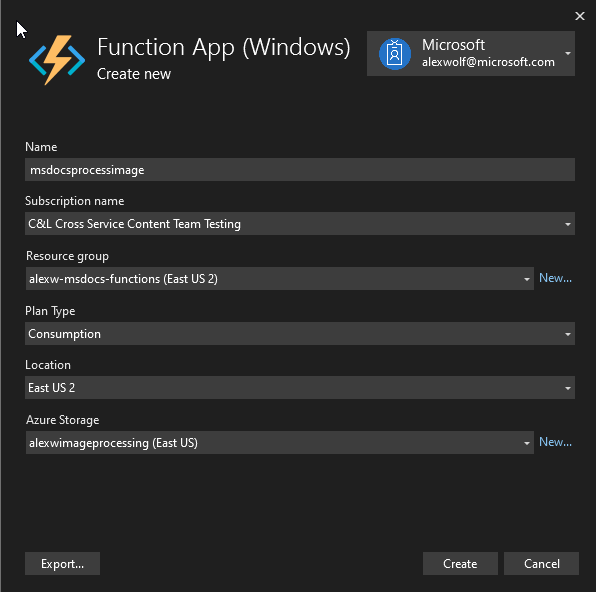 Function App (Windows)
Create new
Microsoft
alexwolf@microsoft.com
Name
msdocsprocessimage
Subscription name
C&L Cross Service Content Team Testing
Resource group
alexw-msdocs-functions (East US 2)
New...
Plan Type
Consumption
Location
East US 2
Azure Storage
alexwimageprocessing (East US)
New...
Export...
Create
Cancel